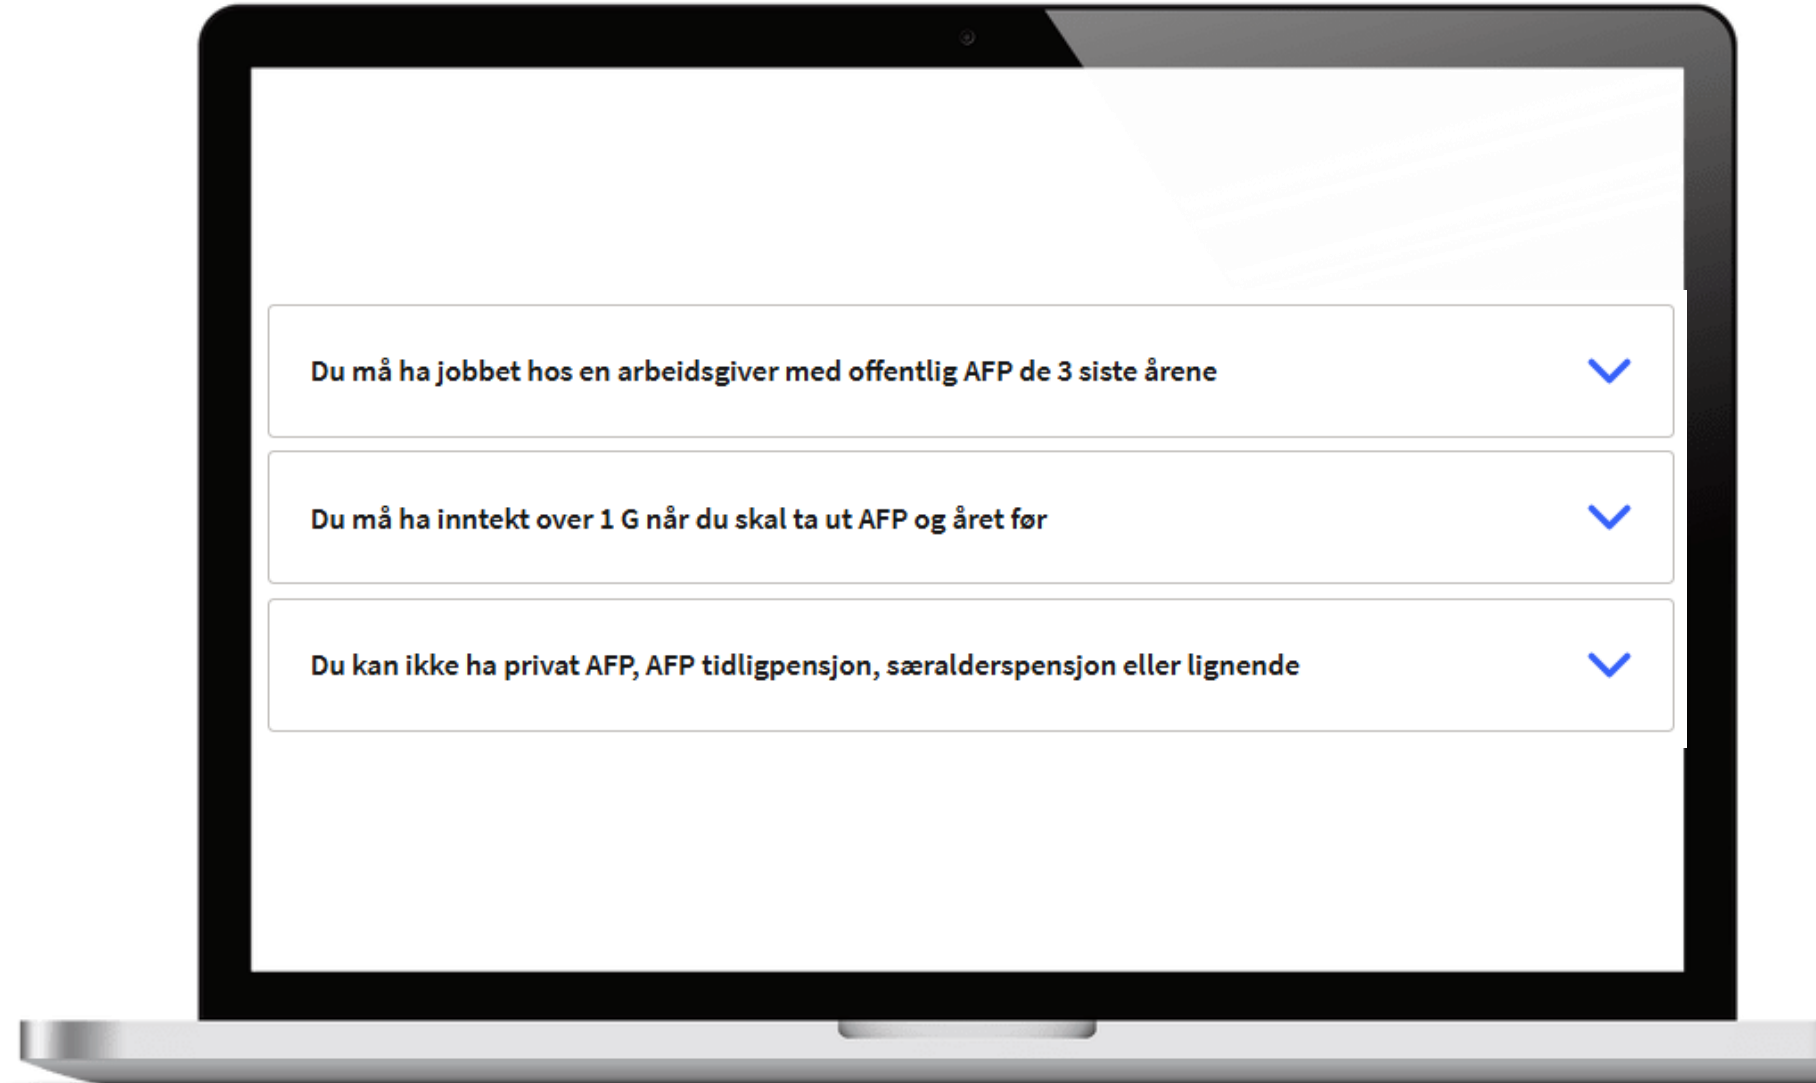 Du må ha jobbet hos en arbeidsgiver med offentlig AFP de 3 siste årene
Du må ha inntekt over 1 G når du skal ta ut AFP og året før
Du kan ikke ha privat AFP, AFP tidligpensjon, særalderspensjon eller lignende